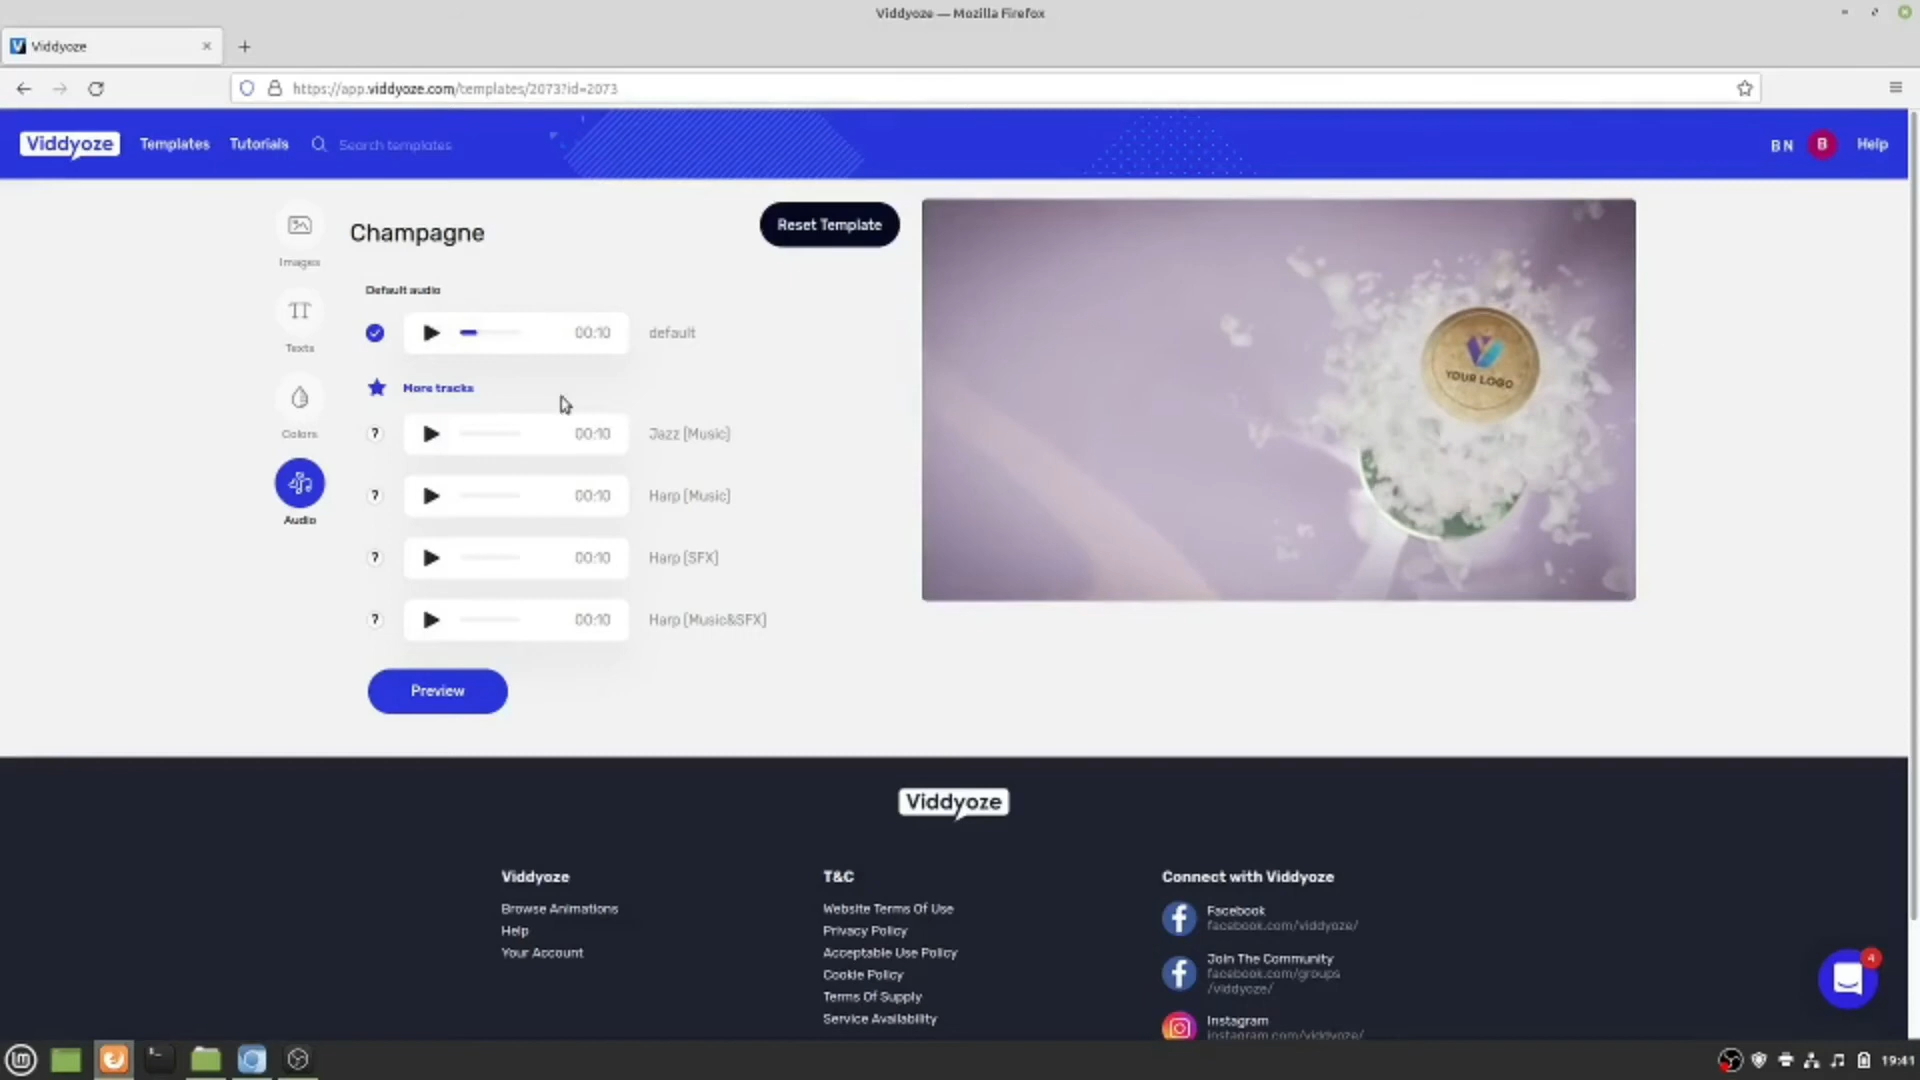 Viddyoze — Mozilla Firefox
Viddyoze
https://app.viddyoze.com/templates/2073?id=2073
Viddyoze
Templates
Tutorials
Search templates
B N
B
Help
Images
Texts
Colors
Audio
Champagne
Reset Template
Default audio
00:10
default
More tracks
?
00:10
Jazz [Music]
?
00:10
Harp [Music]
?
00:10
Harp [SFX]
?
00:10
Harp [Music&SFX]
Preview
YOUR LOGO
Viddyoze
Viddyoze
Browse Animations
Help
Your Account
T&C
Website Terms Of Use
Privacy Policy
Acceptable Use Policy
Cookie Policy
Terms Of Supply
Service Availability
Connect with Viddyoze
Facebook
facebook.com/viddyoze/
Join The Community
facebook.com/groups
/viddyoze/
Instagram
instagram.com/viddyoze/
4
19:41